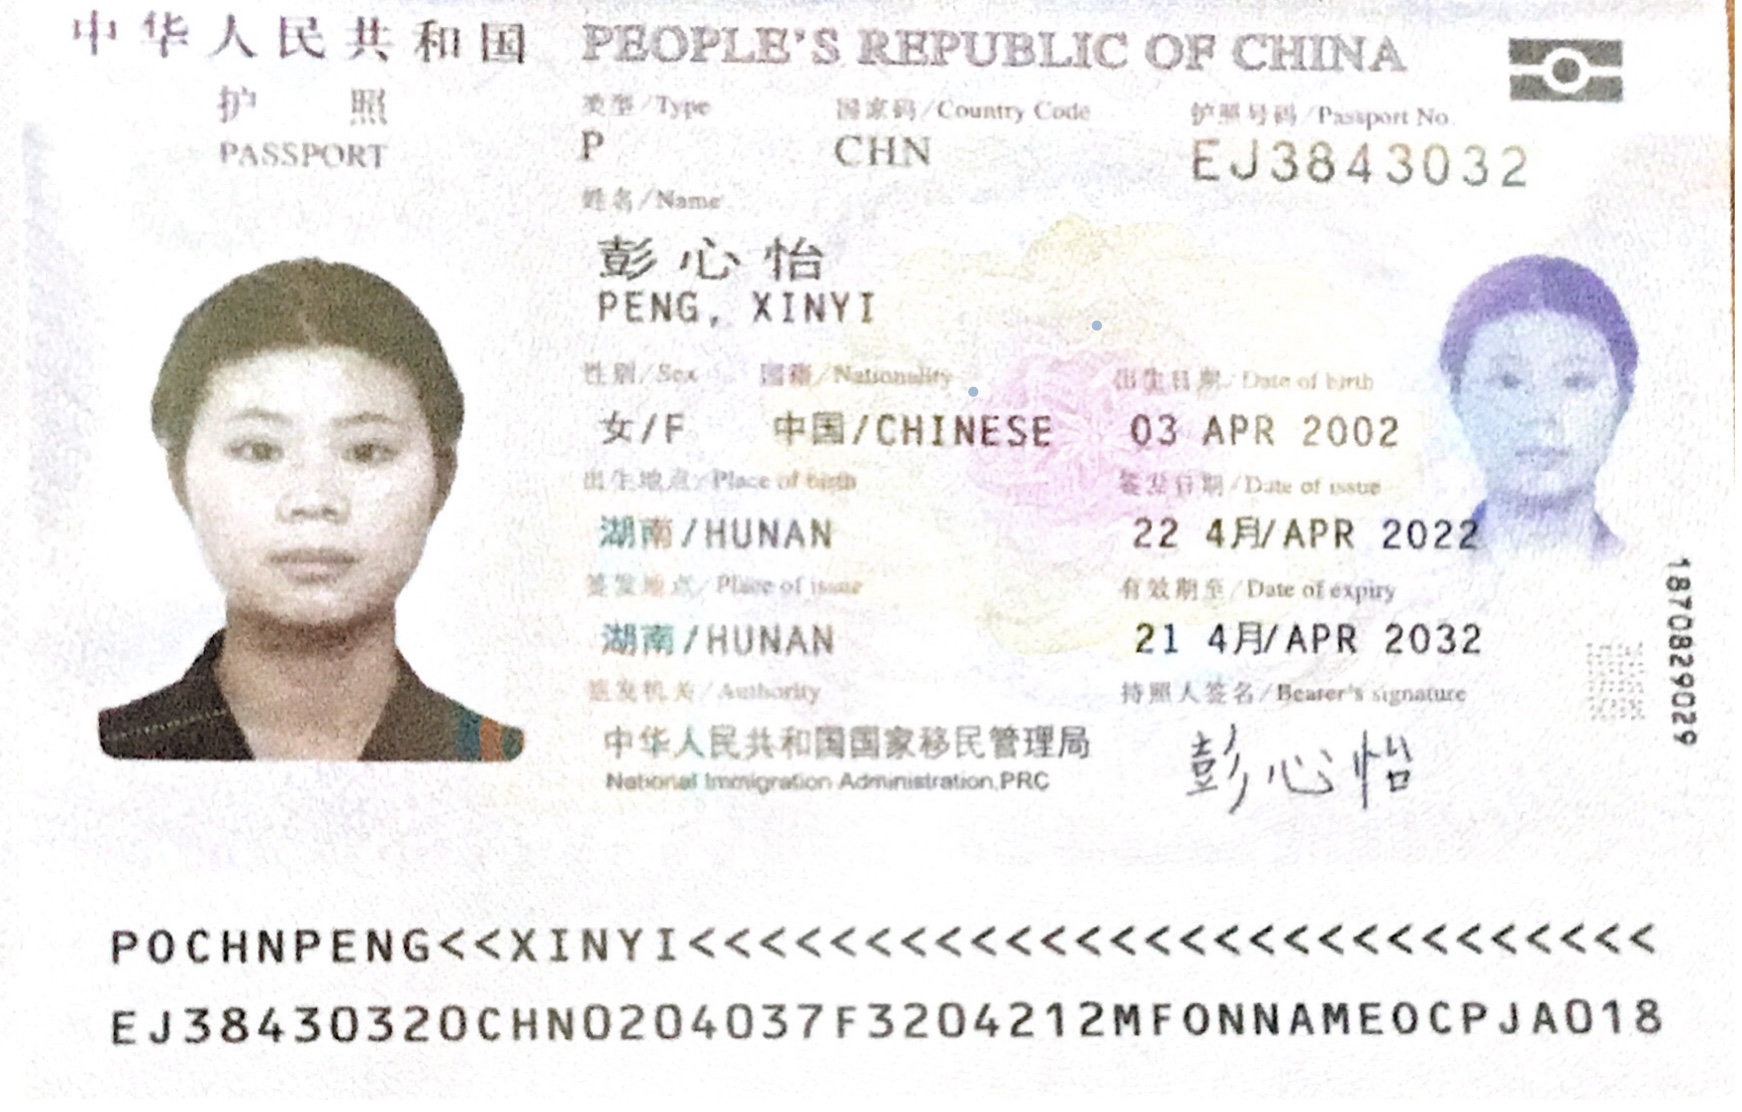 中华人民共和国 PEOPLE'S REPUBLIC OF CHINA
护照
PASSPORT
类型/Type 国家码/Country Code 护照号码/Passport No.
P CHN EJ3843032
姓名/Name
彭心怡
PENG, XINYI
性别/Sex 国籍/Nationality 出生日期/Date of birth
女/F 中国/CHINESE 03 APR 2002
出生地点/Place of birth 签发日期/Date of issue
湖南/HUNAN 22 4月/APR 2022
签发地点/Place of issue 有效期至/Date of expiry
湖南/HUNAN 21 4月/APR 2032
签发机关/Authority 持照人签名/Bearer's signature
中华人民共和国国家移民管理局
National Immigration Administration,PRC
彭心怡
1870829029
POCHNPENG<<XINYI<<<<<<<<<<<<<<<<<<<<<<<<<<<<
EJ38430320CHN0204037F3204212MFONNAMEOCPJA018